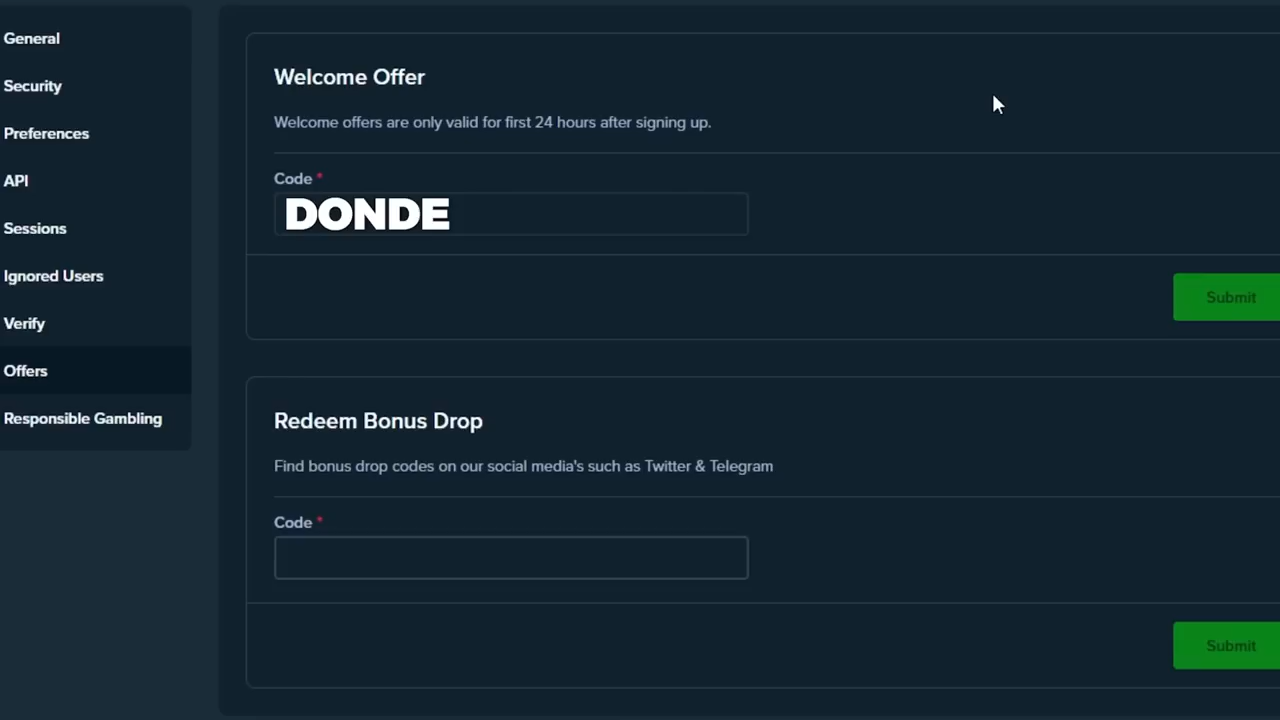 General
Security
Preferences
API
Sessions
Ignored Users
Verify
Offers
Responsible Gambling
Welcome Offer
Welcome offers are only valid for first 24 hours after signing up.
Code *
DONDE
Submit
Redeem Bonus Drop
Find bonus drop codes on our social media's such as Twitter & Telegram
Code *
Submit